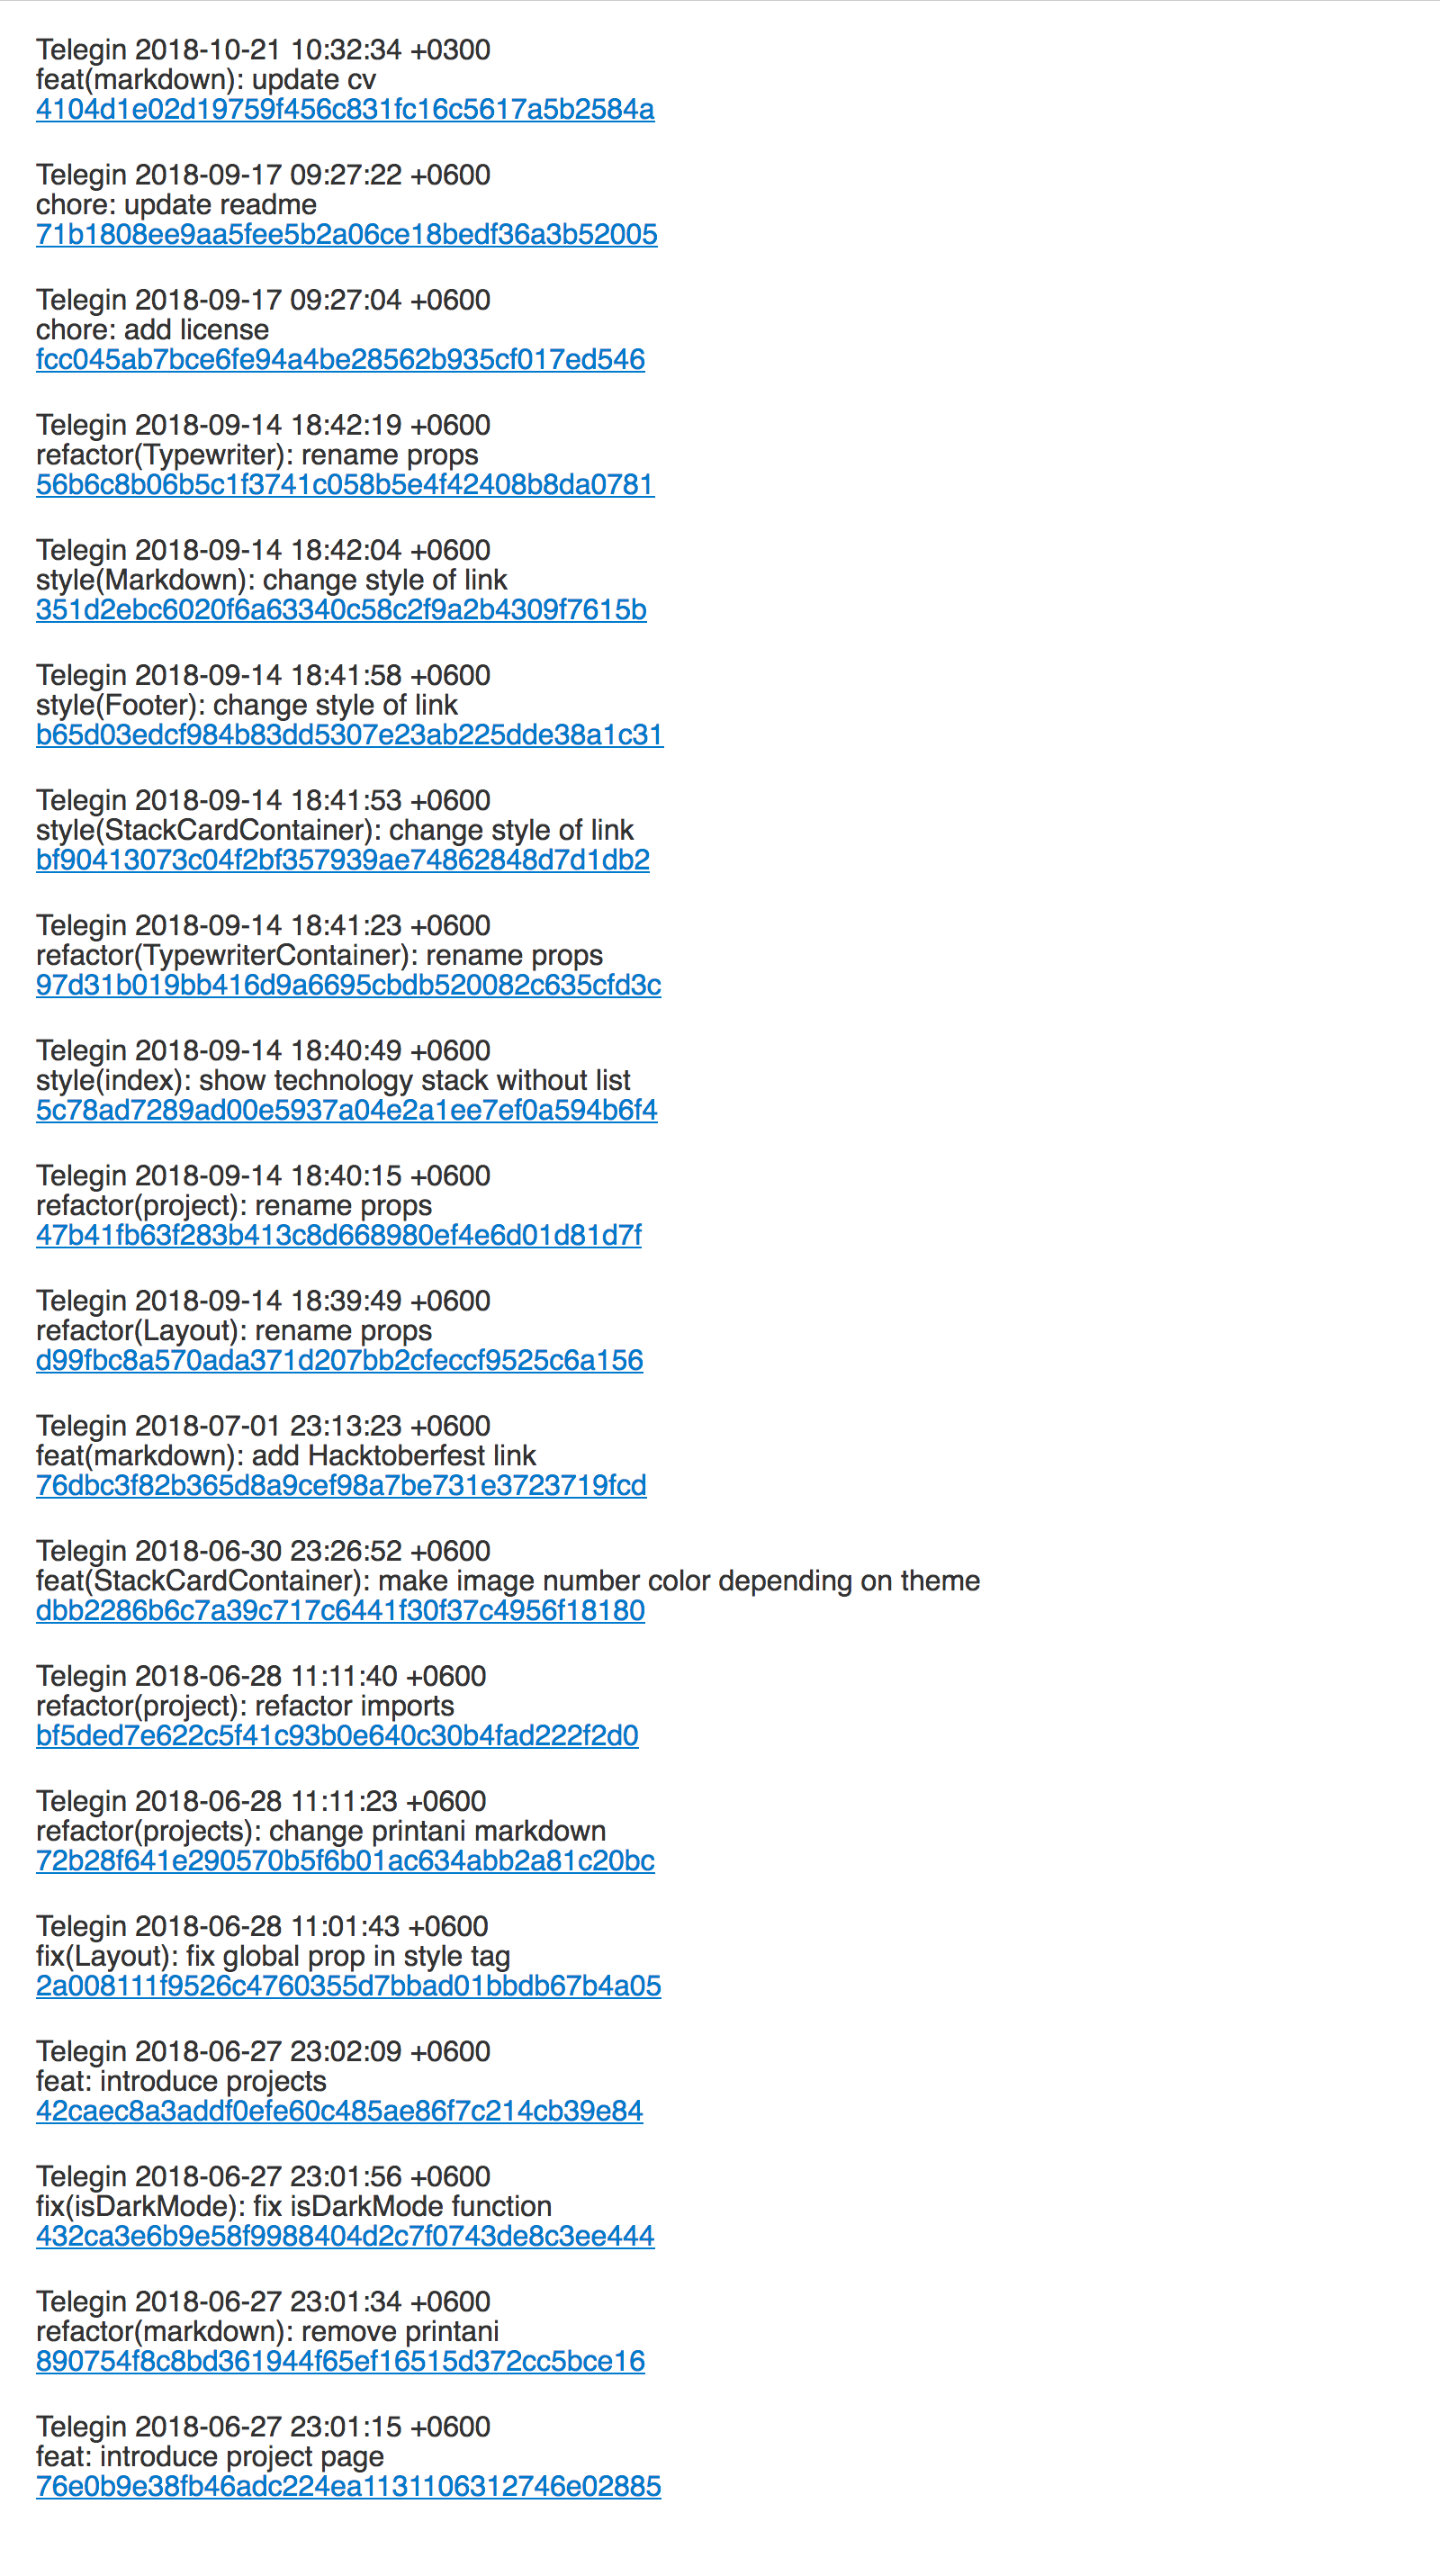 Telegin 2018-10-21 10:32:34 +0300
feat(markdown): update cv
4104d1e02d19759f456c831fc16c5617a5b2584a
Telegin 2018-09-17 09:27:22 +0600
chore: update readme
71b1808ee9aa5fee5b2a06ce18bedf36a3b52005
Telegin 2018-09-17 09:27:04 +0600
chore: add license
fcc045ab7bce6fe94a4be28562b935cf017ed546
Telegin 2018-09-14 18:42:19 +0600
refactor(Typewriter): rename props
56b6c8b06b5c1f3741c058b5e4f42408b8da0781
Telegin 2018-09-14 18:42:04 +0600
style(Markdown): change style of link
351d2ebc6020f6a63340c58c2f9a2b4309f7615b
Telegin 2018-09-14 18:41:58 +0600
style(Footer): change style of link
b65d03edcf984b83dd5307e23ab225dde38a1c31
Telegin 2018-09-14 18:41:53 +0600
style(StackCardContainer): change style of link
bf90413073c04f2bf357939ae74862848d7d1db2
Telegin 2018-09-14 18:41:23 +0600
refactor(TypewriterContainer): rename props
97d31b019bb416d9a6695cbdb520082c635cfd3c
Telegin 2018-09-14 18:40:49 +0600
style(index): show technology stack without list
5c78ad7289ad00e5937a04e2a1ee7ef0a594b6f4
Telegin 2018-09-14 18:40:15 +0600
refactor(project): rename props
47b41fb63f283b413c8d668980ef4e6d01d81d7f
Telegin 2018-09-14 18:39:49 +0600
refactor(Layout): rename props
d99fbc8a570ada371d207bb2cfeccf9525c6a156
Telegin 2018-07-01 23:13:23 +0600
feat(markdown): add Hacktoberfest link
76dbc3f82b365d8a9cef98a7be731e3723719fcd
Telegin 2018-06-30 23:26:52 +0600
feat(StackCardContainer): make image number color depending on theme
dbb2286b6c7a39c717c6441f30f37c4956f18180
Telegin 2018-06-28 11:11:40 +0600
refactor(project): refactor imports
bf5ded7e622c5f41c93b0e640c30b4fad222f2d0
Telegin 2018-06-28 11:11:23 +0600
refactor(projects): change printani markdown
72b28f641e290570b5f6b01ac634abb2a81c20bc
Telegin 2018-06-28 11:01:43 +0600
fix(Layout): fix global prop in style tag
2a008111f9526c4760355d7bbad01bbdb67b4a05
Telegin 2018-06-27 23:02:09 +0600
feat: introduce projects
42caec8a3addf0efe60c485ae86f7c214cb39e84
Telegin 2018-06-27 23:01:56 +0600
fix(isDarkMode): fix isDarkMode function
432ca3e6b9e58f9988404d2c7f0743de8c3ee444
Telegin 2018-06-27 23:01:34 +0600
refactor(markdown): remove printani
890754f8c8bd361944f65ef16515d372cc5bce16
Telegin 2018-06-27 23:01:15 +0600
feat: introduce project page
76e0b9e38fb46adc224ea1131106312746e02885